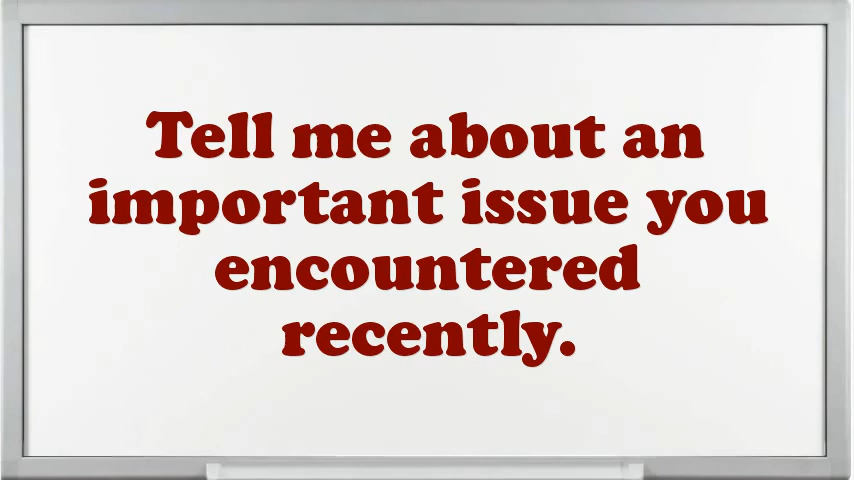 Tell me about an
important issue you
encountered
recently.